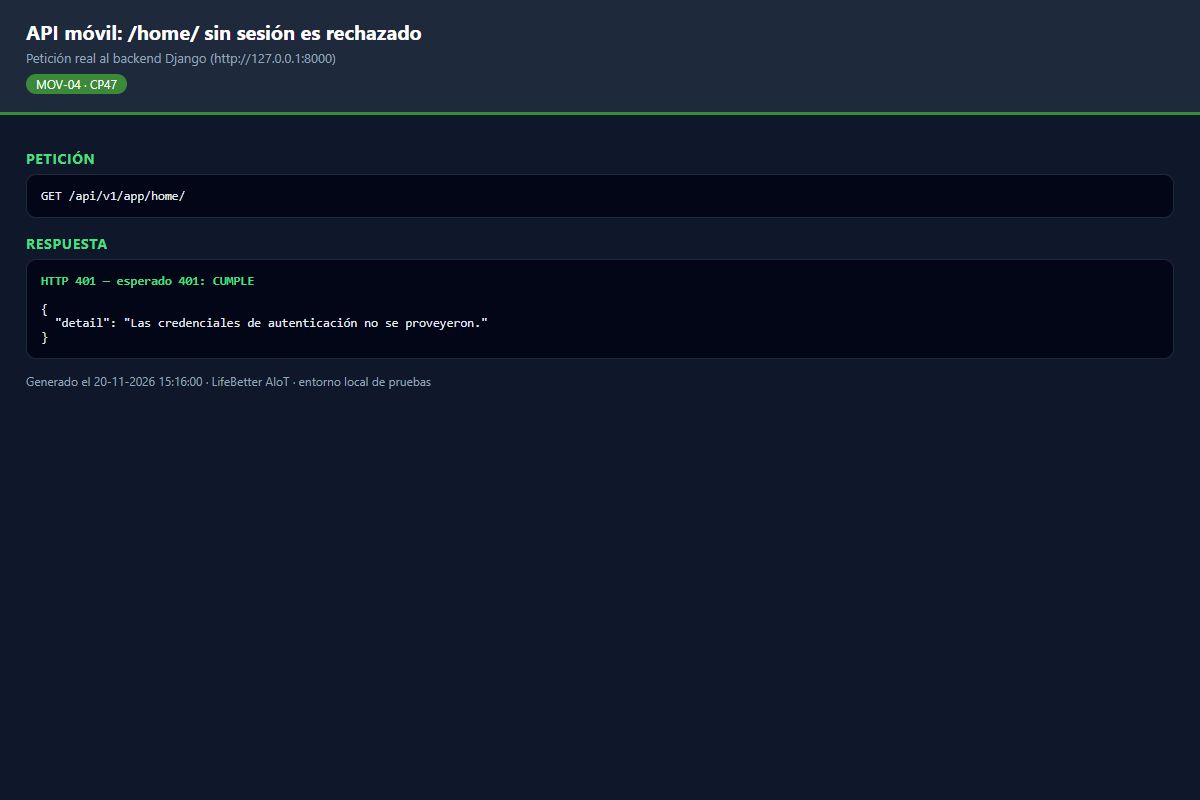 API móvil: /home/ sin sesión es rechazado
Petición real al backend Django (http://127.0.0.1:8000)
MOV-04 · CP47
PETICIÓN
GET /api/v1/app/home/
RESPUESTA
HTTP 401 — esperado 401: CUMPLE
{
  "detail": "Las credenciales de autenticación no se proveyeron."
}
Generado el 20-11-2026 15:16:00 · LifeBetter AIoT · entorno local de pruebas